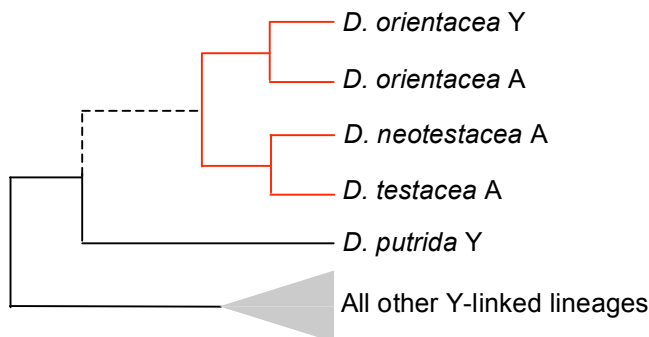 D. orientacea Y
D. orientacea A
D. neotestacea A
D. testacea A
D. putrida Y
All other Y-linked lineages